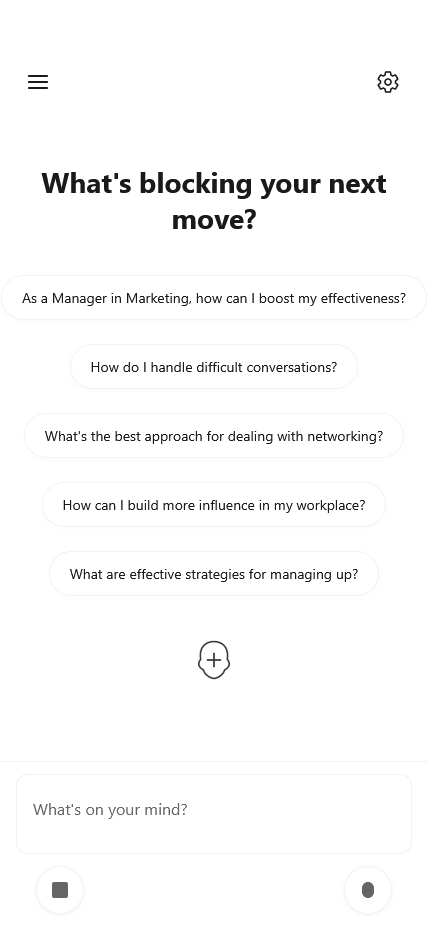 What's blocking your next
move?
As a Manager in Marketing, how can I boost my effectiveness?
How do I handle difficult conversations?
What's the best approach for dealing with networking?
How can I build more influence in my workplace?
What are effective strategies for managing up?
What's on your mind?